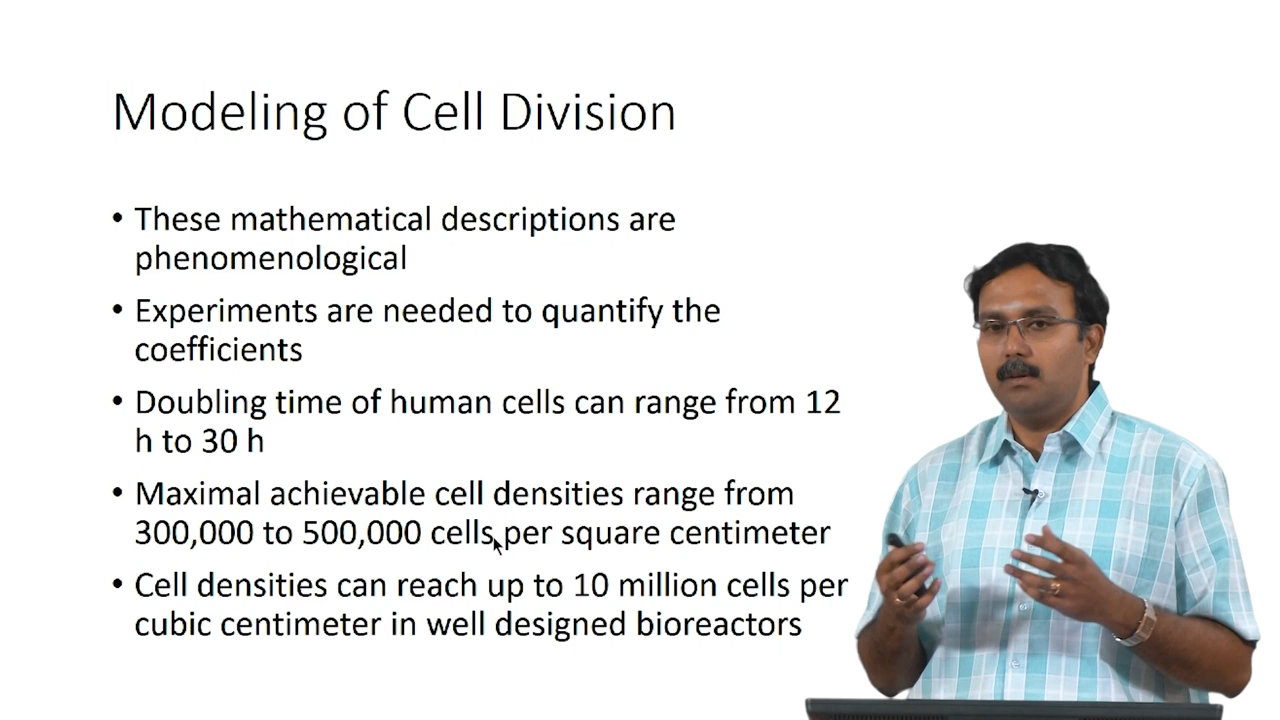 Modeling of Cell Division
• These mathematical descriptions are
phenomenological
• Experiments are needed to quantify the
coefficients
• Doubling time of human cells can range from 12
h to 30 h
• Maximal achievable cell densities range from
300,000 to 500,000 cells per square centimeter
• Cell densities can reach up to 10 million cells per
cubic centimeter in well designed bioreactors